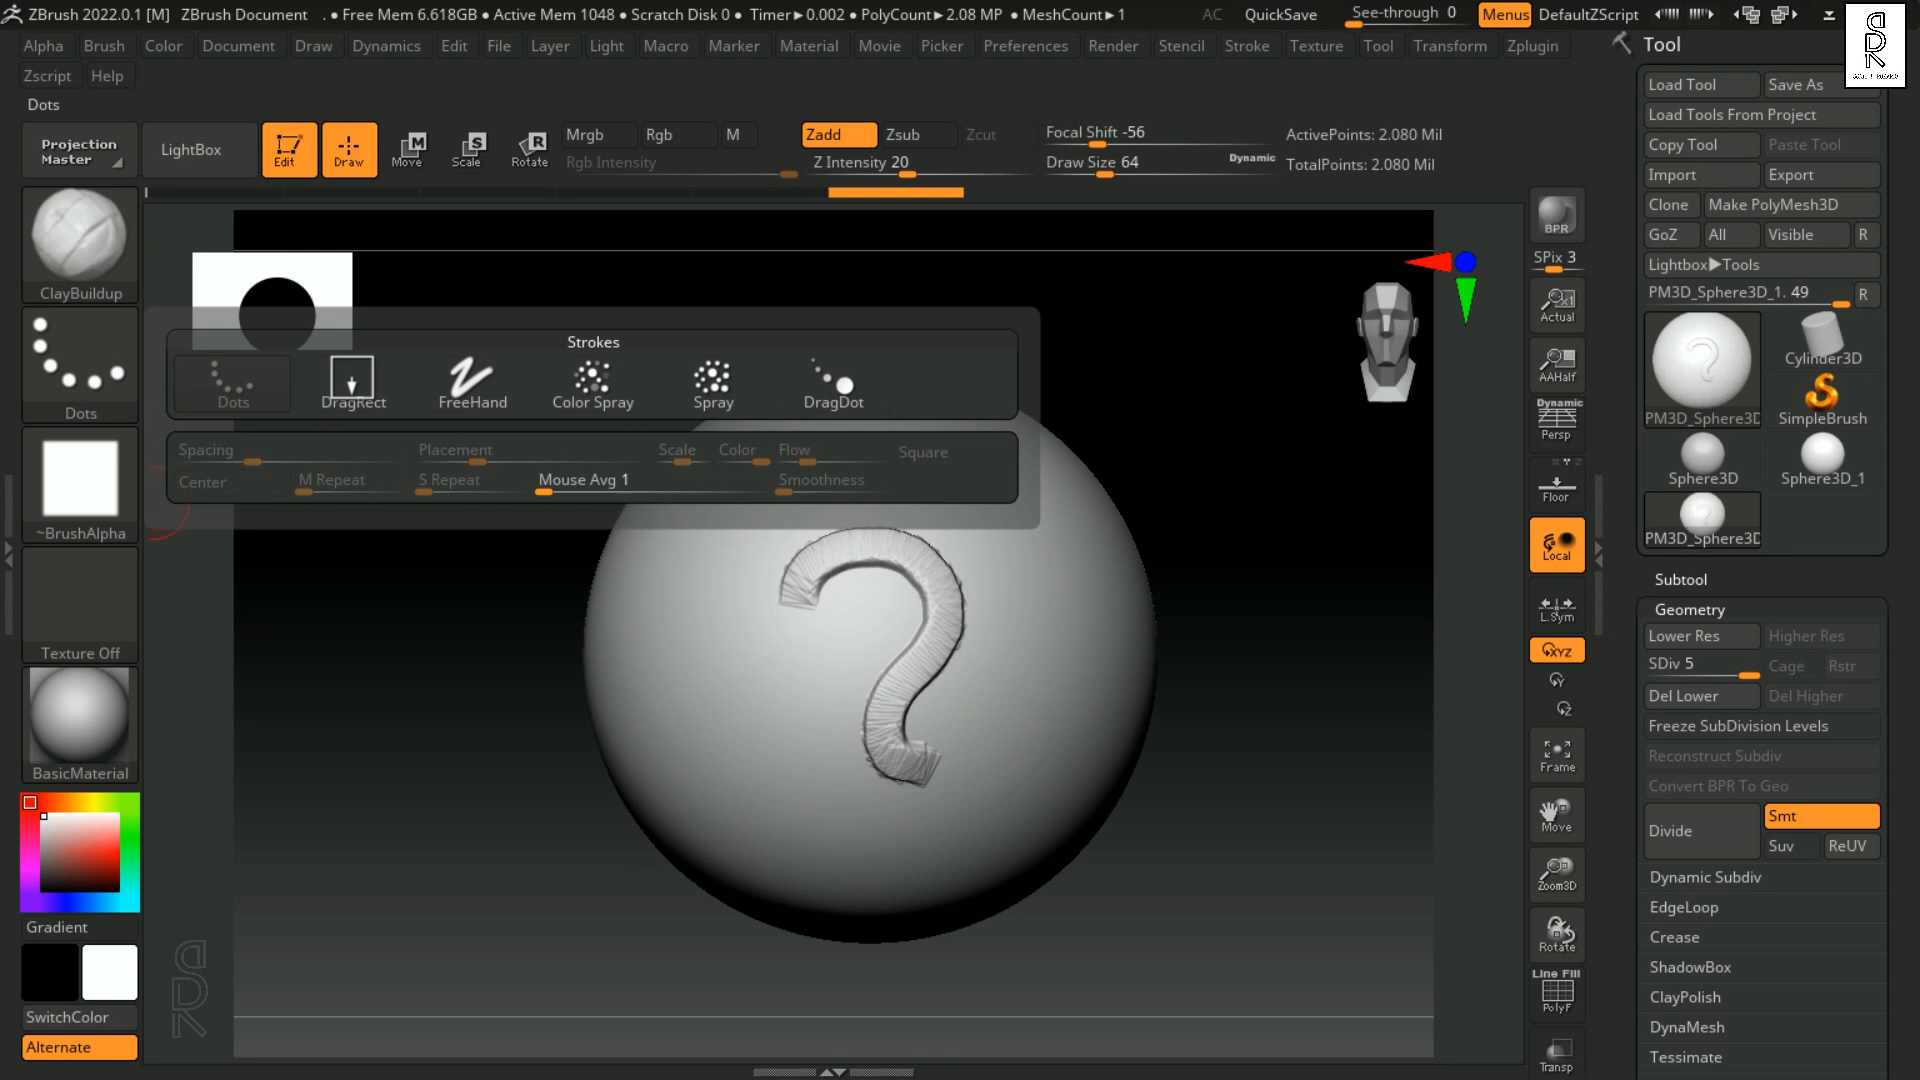 ZBrush 2022.0.1 [M] ZBrush Document . ● Free Mem 6.618GB ● Active Mem 1048 ● Scratch Disk 0 ● Timer▶0.002 ● PolyCount▶2.08 MP ● MeshCount▶1 AC QuickSave See-through 0 Menus DefaultZScript
Alpha Brush Color Document Draw Dynamics Edit File Layer Light Macro Marker Material Movie Picker Preferences Render Stencil Stroke Texture Tool Transform Zplugin
Zscript Help
Dots
Projection Master
LightBox
Edit
Draw
Move
Scale
Rotate
Mrgb Rgb M
Rgb Intensity
Zadd Zsub Zcut
Z Intensity 20
Focal Shift -56
Draw Size 64 Dynamic
ActivePoints: 2.080 Mil
TotalPoints: 2.080 Mil
ClayBuildup
Dots
~BrushAlpha
Texture Off
BasicMaterial
Gradient
SwitchColor
Alternate
Strokes
Dots DragRect FreeHand Color Spray Spray DragDot
Spacing Placement Scale Color Flow Square
Center M Repeat S Repeat Mouse Avg 1 Smoothness
SDR
BPR
SPix 3
Actual
AAHalf
Dynamic
Persp
Floor
Local
L.Sym
XYZ
Y
Z
Frame
Move
Zoom3D
Rotate
Line Fill
PolyF
Transp
Tool
SDR
Load Tool Save As
Load Tools From Project
Copy Tool Paste Tool
Import Export
Clone Make PolyMesh3D
GoZ All Visible R
Lightbox▶Tools
PM3D_Sphere3D_1. 49 R
PM3D_Sphere3D Cylinder3D
SimpleBrush
Sphere3D Sphere3D_1
PM3D_Sphere3D
Subtool
Geometry
Lower Res Higher Res
SDiv 5 Cage Rstr
Del Lower Del Higher
Freeze SubDivision Levels
Reconstruct Subdiv
Convert BPR To Geo
Divide Smt
Suv ReUV
Dynamic Subdiv
EdgeLoop
Crease
ShadowBox
ClayPolish
DynaMesh
Tessimate